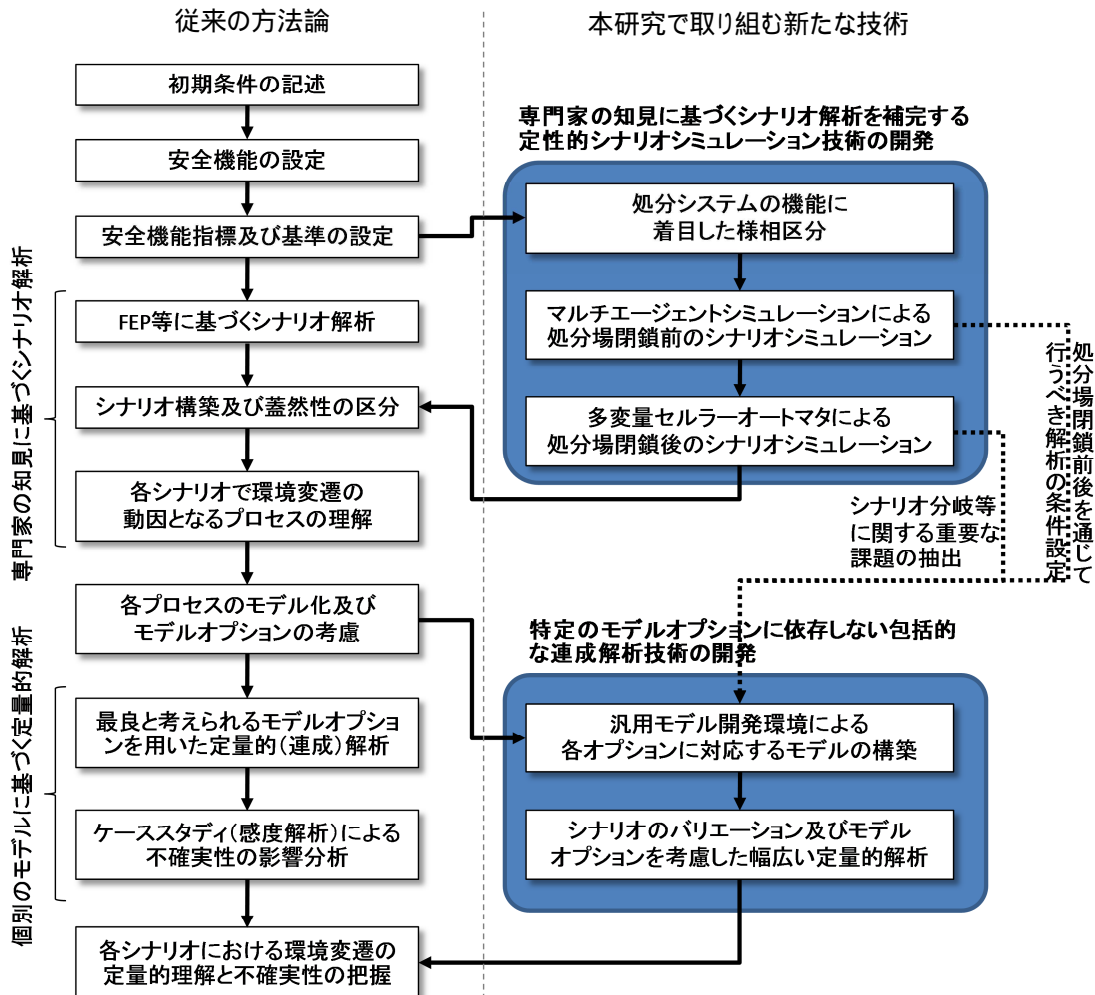 従来の方法論
初期条件の記述
安全機能の設定
安全機能指標及び基準の設定
専門家の知見に基づくシナリオ解析
FEP等に基づくシナリオ解析
シナリオ構築及び蓋然性の区分
各シナリオで環境変遷の
動因となるプロセスの理解
各プロセスのモデル化及び
モデルオプションの考慮
個別のモデルに基づく定量的解析
最良と考えられるモデルオプション
を用いた定量的(連成)解析
ケーススタディ(感度解析)による
不確実性の影響分析
各シナリオにおける環境変遷の
定量的理解と不確実性の把握
本研究で取り組む新たな技術
専門家の知見に基づくシナリオ解析を補完する
定性的シナリオシミュレーション技術の開発
処分システムの機能に
着目した様相区分
マルチエージェントシミュレーションによる
処分場閉鎖前のシナリオシミュレーション
多変量セルラーオートマタによる
処分場閉鎖後のシナリオシミュレーション
処分場閉鎖前後を通じて
行うべき解析の条件設定
シナリオ分岐等
に関する重要な
課題の抽出
特定のモデルオプションに依存しない包括的
な連成解析技術の開発
汎用モデル開発環境による
各オプションに対応するモデルの構築
シナリオのバリエーション及びモデル
オプションを考慮した幅広い定量的解析